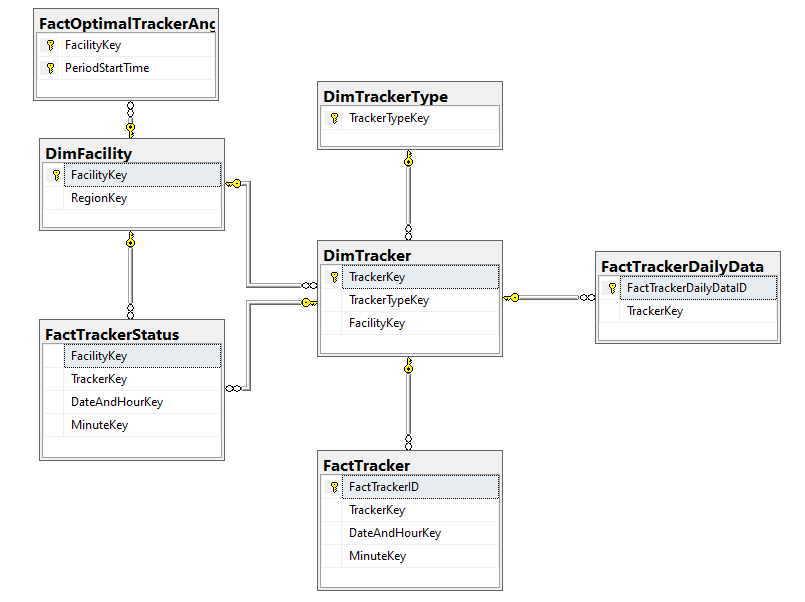 FactOptimalTrackerAng
FacilityKey
PeriodStartTime
DimTrackerType
TrackerTypeKey
DimFacility
FacilityKey
RegionKey
DimTracker
TrackerKey
TrackerTypeKey
FacilityKey
FactTrackerDailyData
FactTrackerDailyDataID
TrackerKey
FactTrackerStatus
FacilityKey
TrackerKey
DateAndHourKey
MinuteKey
FactTracker
FactTrackerID
TrackerKey
DateAndHourKey
MinuteKey